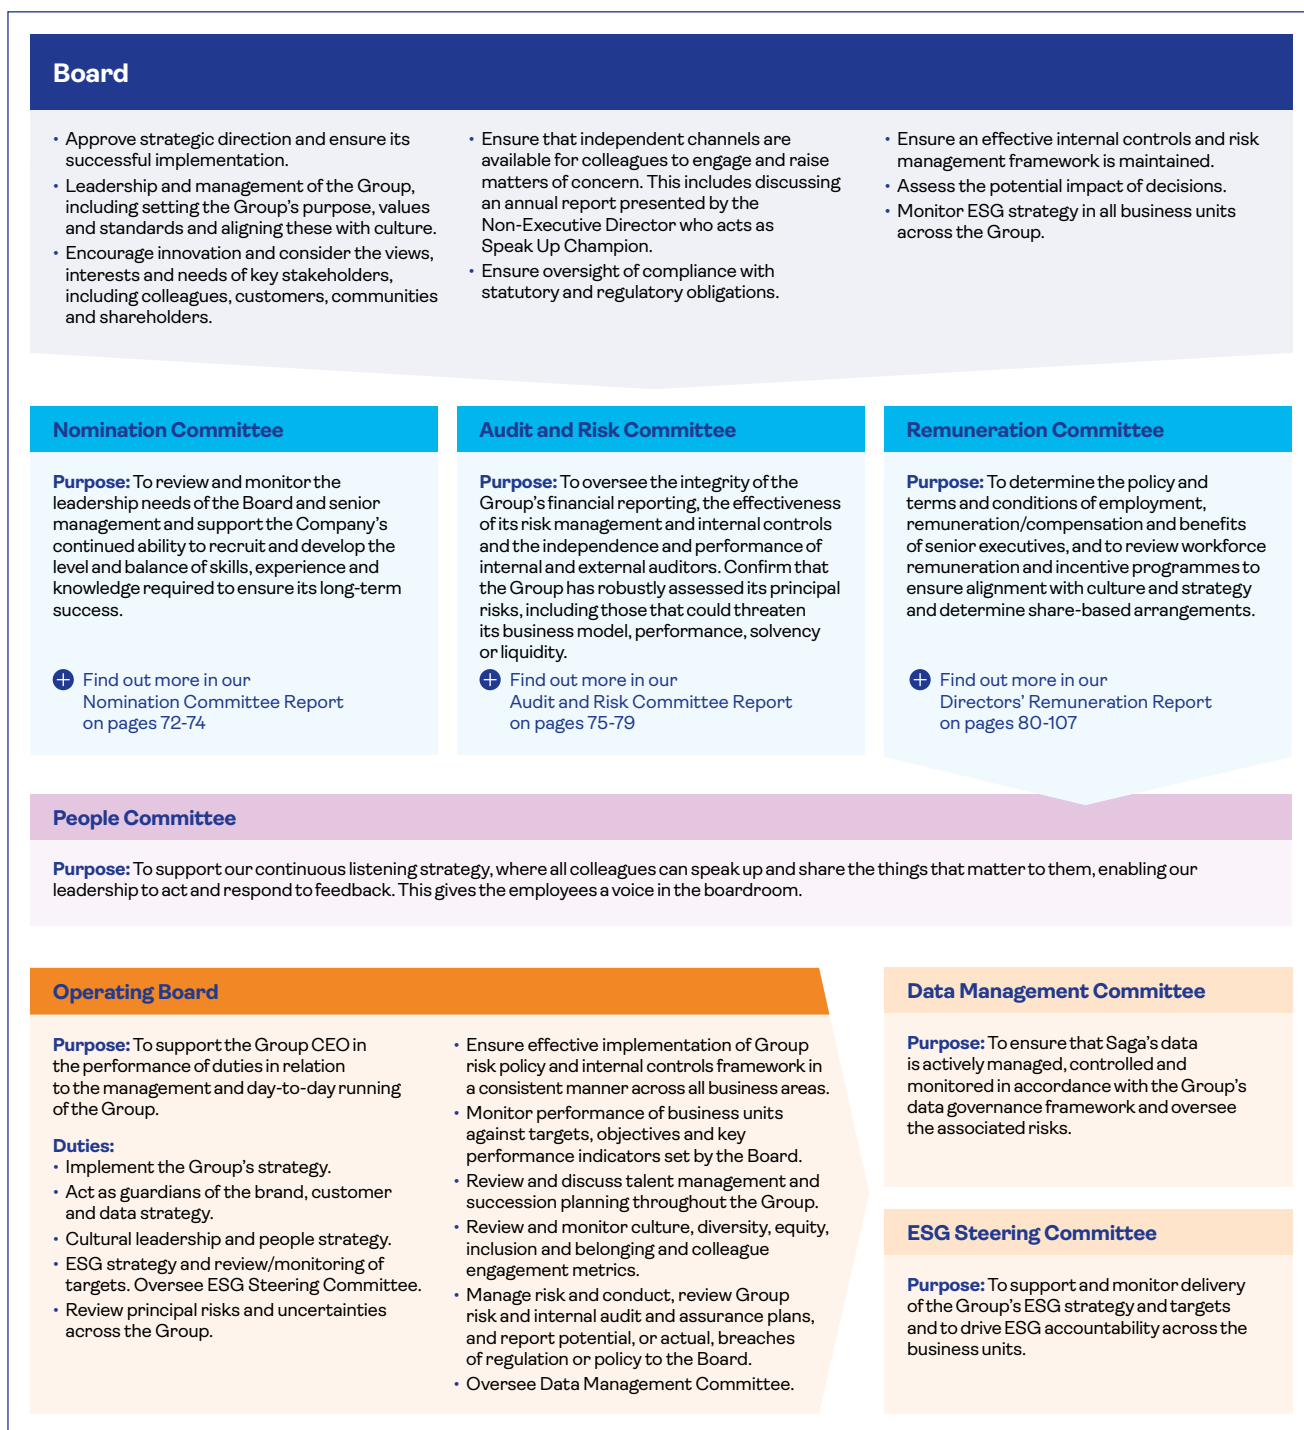 Board
• Approve strategic direction and ensure its
successful implementation.
• Leadership and management of the Group,
including setting the Group's purpose, values
and standards and aligning these with culture.
• Encourage innovation and consider the views,
interests and needs of key stakeholders,
including colleagues, customers, communities
and shareholders.
• Ensure that independent channels are
available for colleagues to engage and raise
matters of concern. This includes discussing
an annual report presented by the
Non-Executive Director who acts as
Speak Up Champion.
• Ensure oversight of compliance with
statutory and regulatory obligations.
• Ensure an effective internal controls and risk
management framework is maintained.
• Assess the potential impact of decisions.
• Monitor ESG strategy in all business units
across the Group.
Nomination Committee
Purpose: To review and monitor the
leadership needs of the Board and senior
management and support the Company's
continued ability to recruit and develop the
level and balance of skills, experience and
knowledge required to ensure its long-term
success.
Find out more in our
Nomination Committee Report
on pages 72-74
Audit and Risk Committee
Purpose: To oversee the integrity of the
Group's financial reporting, the effectiveness
of its risk management and internal controls
and the independence and performance of
internal and external auditors. Confirm that
the Group has robustly assessed its principal
risks, including those that could threaten
its business model, performance, solvency
or liquidity.
Find out more in our
Audit and Risk Committee Report
on pages 75-79
Remuneration Committee
Purpose: To determine the policy and
terms and conditions of employment,
remuneration/compensation and benefits
of senior executives, and to review workforce
remuneration and incentive programmes to
ensure alignment with culture and strategy
and determine share-based arrangements.
Find out more in our
Directors' Remuneration Report
on pages 80-107
People Committee
Purpose: To support our continuous listening strategy, where all colleagues can speak up and share the things that matter to them, enabling our
leadership to act and respond to feedback. This gives the employees a voice in the boardroom.
Operating Board
Purpose: To support the Group CEO in
the performance of duties in relation
to the management and day-to-day running
of the Group.
Duties:
• Implement the Group's strategy.
• Act as guardians of the brand, customer
and data strategy.
• Cultural leadership and people strategy.
• ESG strategy and review/monitoring of
targets. Oversee ESG Steering Committee.
• Review principal risks and uncertainties
across the Group.
• Ensure effective implementation of Group
risk policy and internal controls framework in
a consistent manner across all business areas.
• Monitor performance of business units
against targets, objectives and key
performance indicators set by the Board.
• Review and discuss talent management and
succession planning throughout the Group.
• Review and monitor culture, diversity, equity,
inclusion and belonging and colleague
engagement metrics.
• Manage risk and conduct, review Group
risk and internal audit and assurance plans,
and report potential, or actual, breaches
of regulation or policy to the Board.
• Oversee Data Management Committee.
Data Management Committee
Purpose: To ensure that Saga's data
is actively managed, controlled and
monitored in accordance with the Group's
data governance framework and oversee
the associated risks.
ESG Steering Committee
Purpose: To support and monitor delivery
of the Group's ESG strategy and targets
and to drive ESG accountability across the
business units.